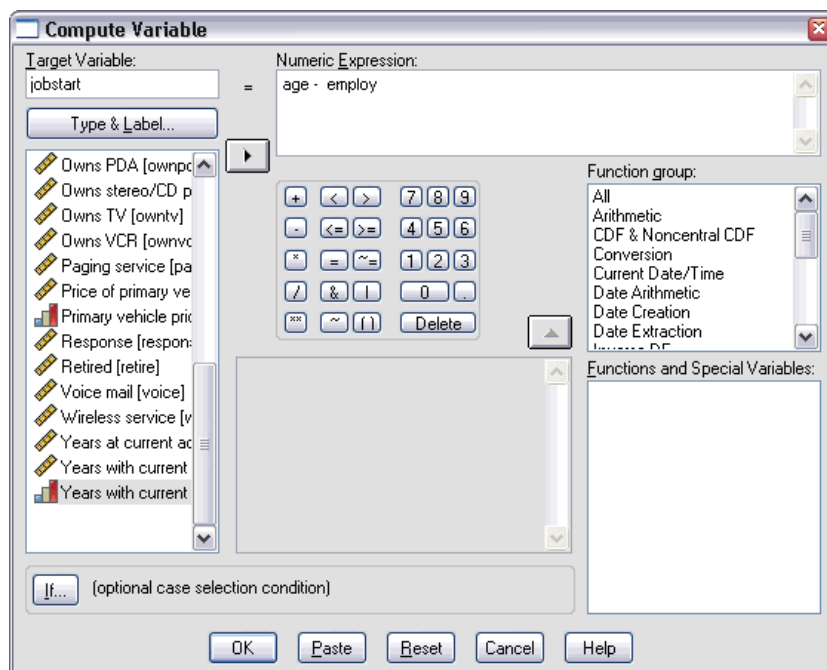 Compute Variable
Target Variable:
jobstart
=
Numeric Expression:
age - employ
Type & Label...
Owns PDA [ownpc
Owns stereo/CD p
Owns TV [owntv]
Owns VCR [ownvc
Paging service [pa
Price of primary ve
Primary vehicle pric
Response [respon:
Retired [retire]
Voice mail [voice]
Wireless service [w
Years at current ac
Years with current
Years with current
+ < > 7 8 9
- <= >= 4 5 6
* = ~= 1 2 3
/ & | 0 .
** ~ ( ) Delete
Function group:
All
Arithmetic
CDF & Noncentral CDF
Conversion
Current Date/Time
Date Arithmetic
Date Creation
Date Extraction
Inverse DF
Functions and Special Variables:
If... (optional case selection condition)
OK Paste Reset Cancel Help